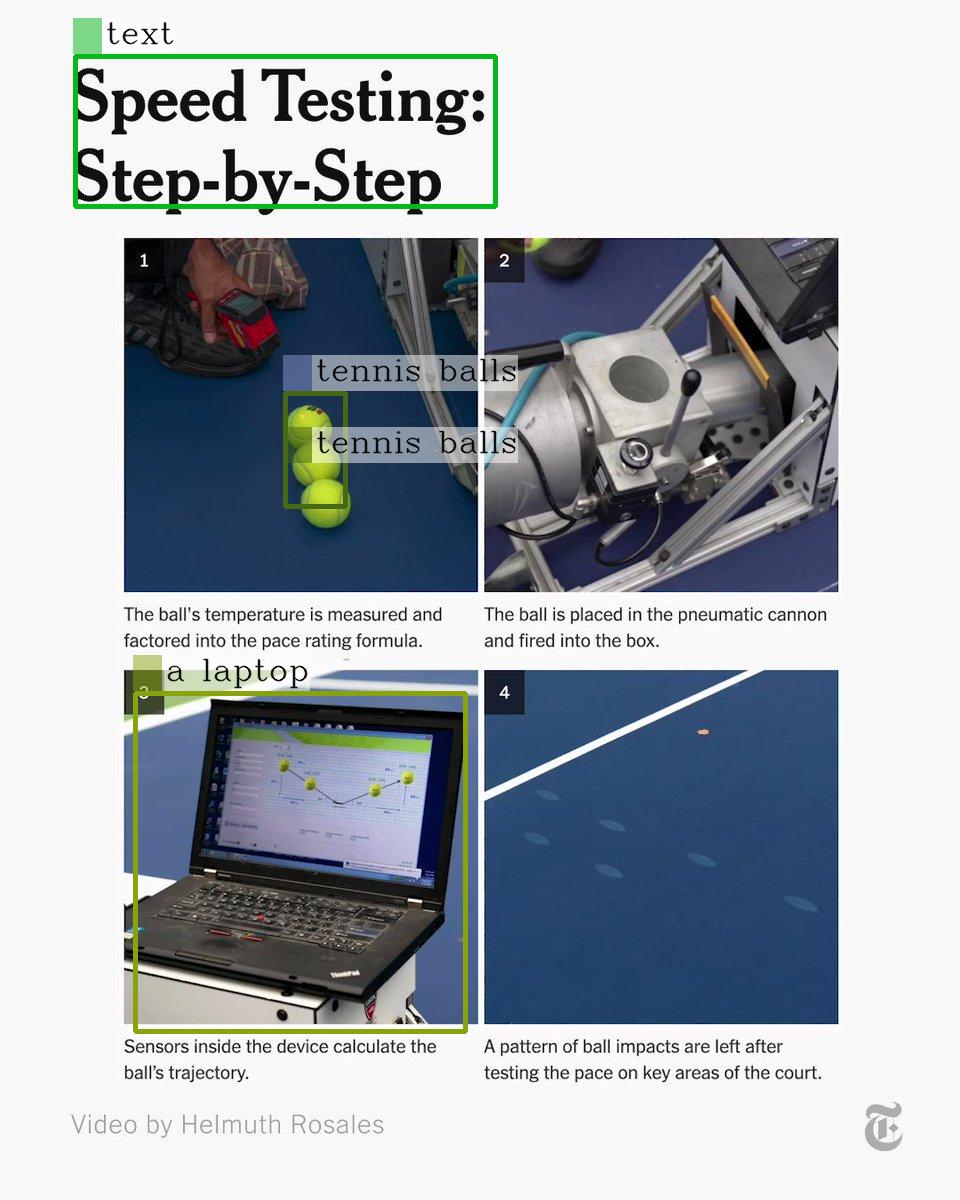 text
Speed Testing:
Step-by-Step
1
2
tennis balls
tennis balls
The ball's temperature is measured and
factored into the pace rating formula.
The ball is placed in the pneumatic cannon
and fired into the box.
a laptop
3
4
ThinkPad
Sensors inside the device calculate the
ball's trajectory.
A pattern of ball impacts are left after
testing the pace on key areas of the court.
Video by Helmuth Rosales
T